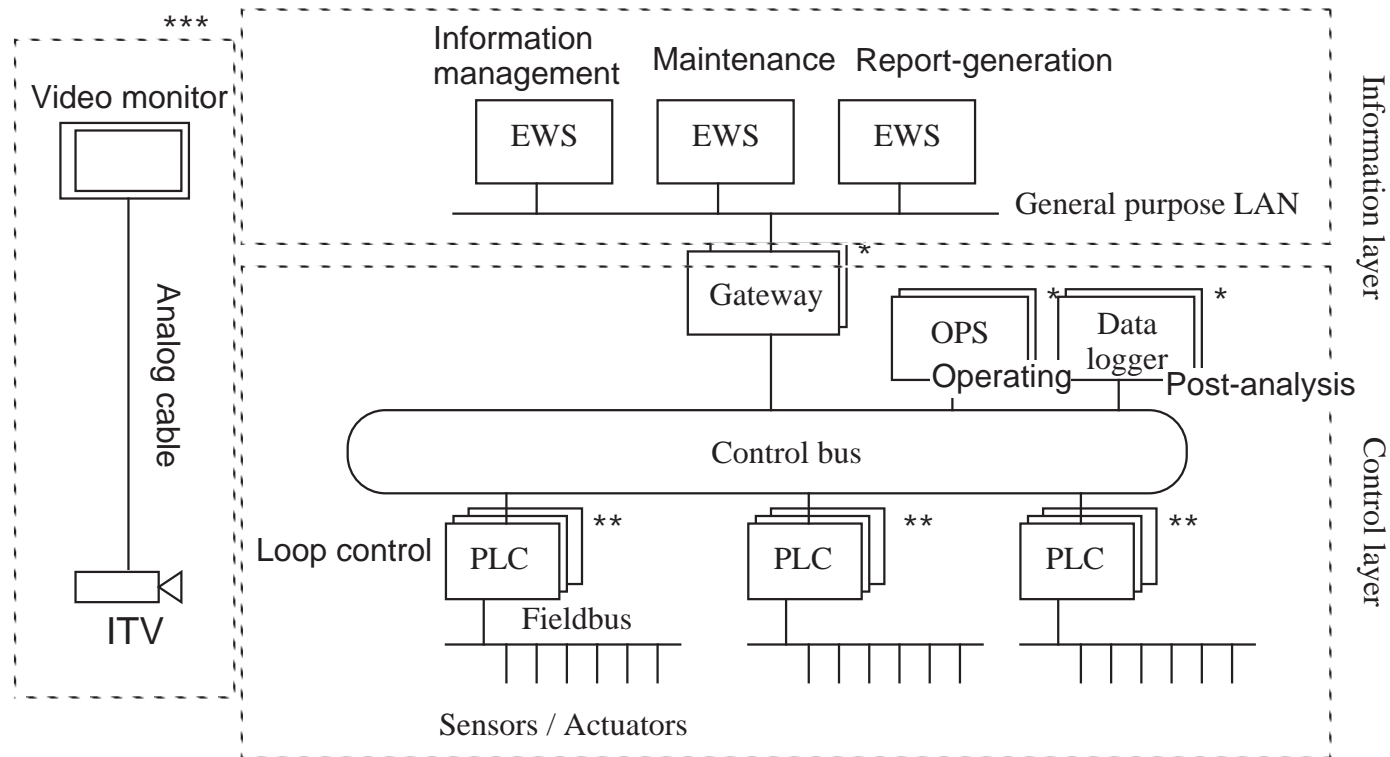 ***
Video monitor
Analog cable
ITV
Information
management
Maintenance
Report-generation
EWS
EWS
EWS
General purpose LAN
Information layer
*
Gateway
*
OPS
Operating
*
Data
logger
Post-analysis
Control bus
Control layer
Loop control
PLC
**
PLC
**
PLC
**
Fieldbus
Sensors / Actuators